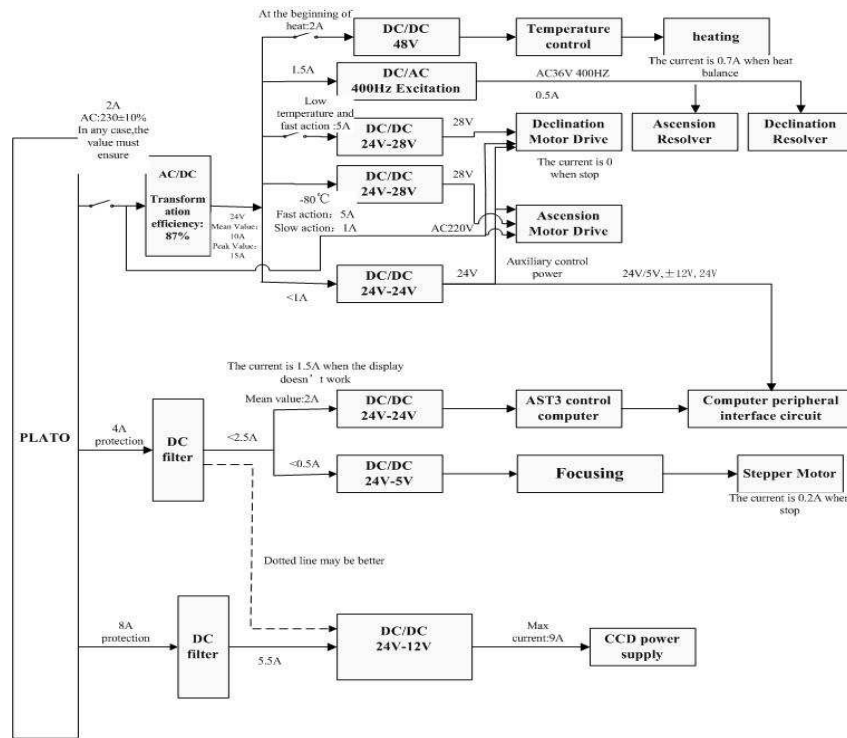 At the beginning of
heat:2A
DC/DC
48V
Temperature
control
heating
The current is 0.7A when heat
balance
1.5A
DC/AC
400Hz Excitation
AC36V 400HZ
0.5A
2A
AC:230±10%
In any case,the
value must
ensure
Low
temperature and
fast action :5A
DC/DC
24V-28V
28V
Declination
Motor Drive
Ascension
Resolver
Declination
Resolver
The current is 0
when stop
AC/DC
Transform
ation
efficiency:
87%
24V
Mean Value:
10A
Peak Value:
15A
-80℃
Fast action: 5A
Slow action: 1A
DC/DC
24V-28V
28V
AC220V
Ascension
Motor Drive
Auxiliary control
power
<1A
DC/DC
24V-24V
24V
24V/5V, ±12V, 24V
The current is 1.5A when the display
doesn't work
Mean value:2A
DC/DC
24V-24V
AST3 control
computer
Computer peripheral
interface circuit
PLATO
4A
protection
DC
filter
<2.5A
<0.5A
DC/DC
24V-5V
Focusing
Stepper Motor
The current is 0.2A when
stop
Dotted line may be better
8A
protection
DC
filter
5.5A
DC/DC
24V-12V
Max
current:9A
CCD power
supply